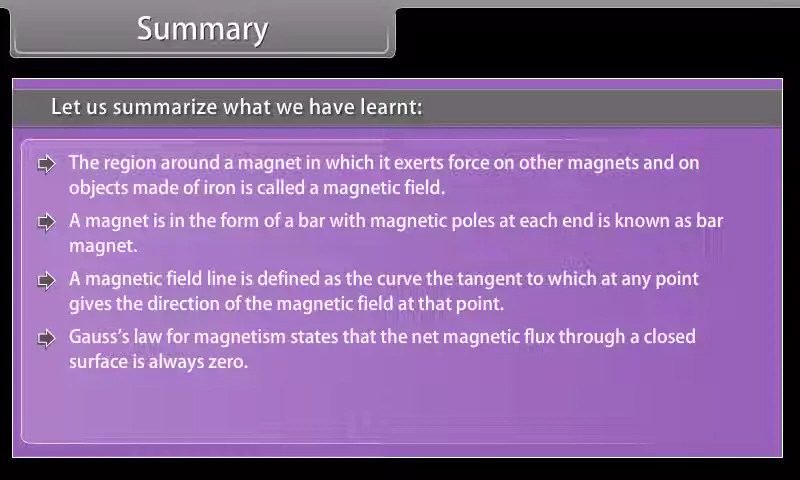 Summary
Let us summarize what we have learnt:
The region around a magnet in which it exerts force on other magnets and on
objects made of iron is called a magnetic field.
A magnet is in the form of a bar with magnetic poles at each end is known as bar
magnet.
A magnetic field line is defined as the curve the tangent to which at any point
gives the direction of the magnetic field at that point.
Gauss's law for magnetism states that the net magnetic flux through a closed
surface is always zero.